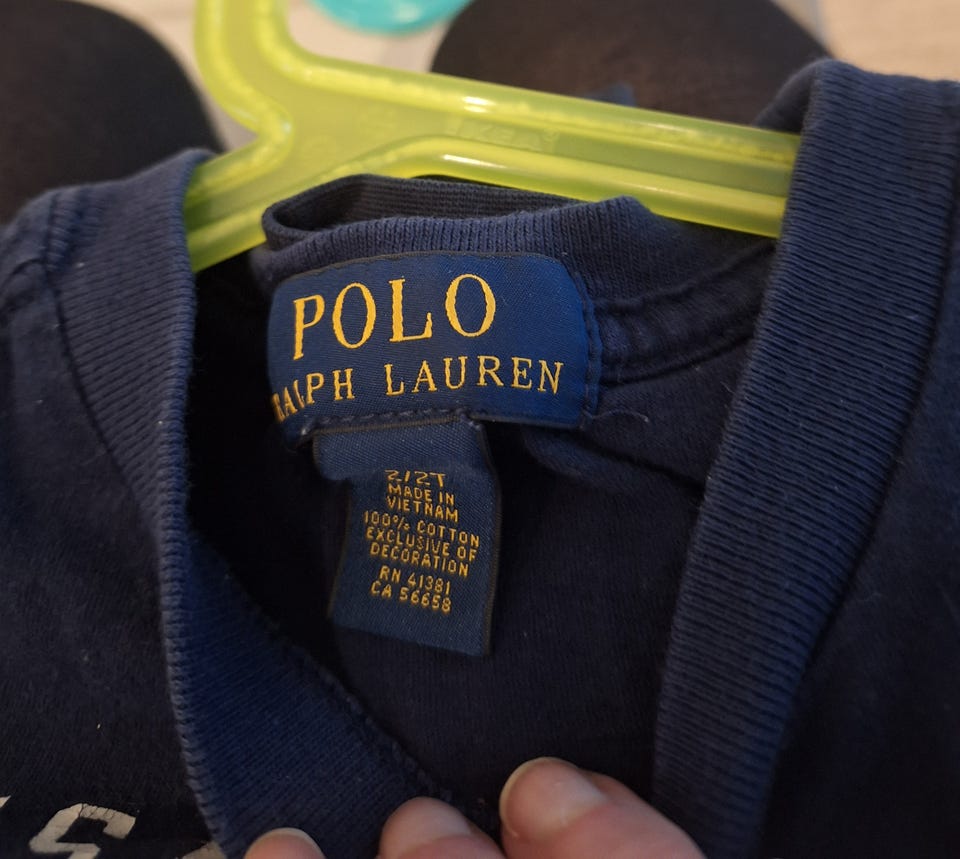 POLO
RALPH LAUREN
2/2T
MADE IN
VIETNAM
100% COTTON
EXCLUSIVE OF
DECORATION
RN 41381
CA 56658
S